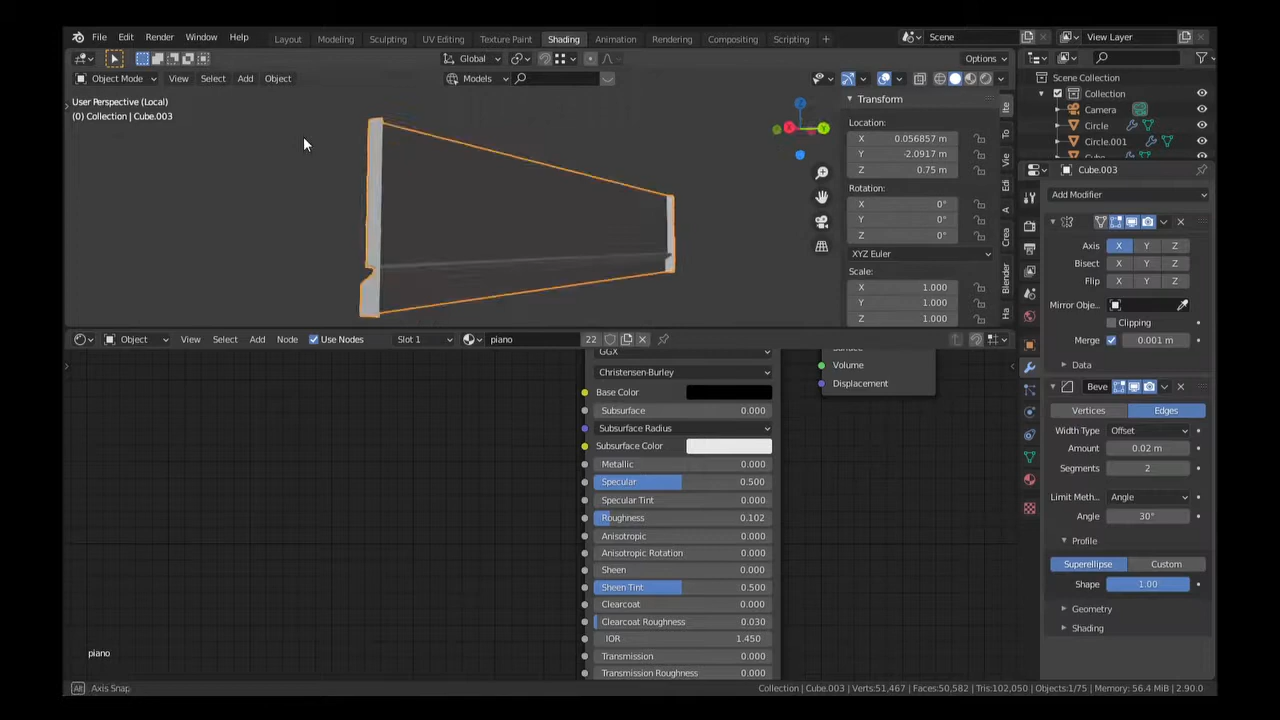 File Edit Render Window Help Layout Modeling Sculpting UV Editing Texture Paint Shading Animation Rendering Compositing Scripting + Scene View Layer
Global Options
Object Mode View Select Add Object Models
User Perspective (Local)
(0) Collection | Cube.003
Transform
Location:
X 0.056857 m
Y -2.0917 m
Z 0.75 m
Rotation:
X 0°
Y 0°
Z 0°
XYZ Euler
Scale:
X 1.000
Y 1.000
Z 1.000
Ite
To
Vie
Edi
A
Crea
Blender
Ha
X
Y
Scene Collection
Collection
Camera
Circle
Circle.001
Cube.003
Add Modifier
Axis X Y Z
Bisect X Y Z
Flip X Y Z
Mirror Obje..
Clipping
Merge 0.001 m
Data
Beve
Vertices Edges
Width Type Offset
Amount 0.02 m
Segments 2
Limit Meth.. Angle
Angle 30°
Profile
Superellipse Custom
Shape 1.00
Geometry
Shading
Object View Select Add Node Use Nodes Slot 1 piano 22
GGX
Christensen-Burley
Base Color
Subsurface 0.000
Subsurface Radius
Subsurface Color
Metallic 0.000
Specular 0.500
Specular Tint 0.000
Roughness 0.102
Anisotropic 0.000
Anisotropic Rotation 0.000
Sheen 0.000
Sheen Tint 0.500
Clearcoat 0.000
Clearcoat Roughness 0.030
IOR 1.450
Transmission 0.000
Transmission Roughness 0.000
Volume
Displacement
piano
Alt Axis Snap
Collection | Cube.003 | Verts:51,467 | Faces:50,582 | Tris:102,050 | Objects:1/75 | Memory: 56.4 MiB | 2.90.0